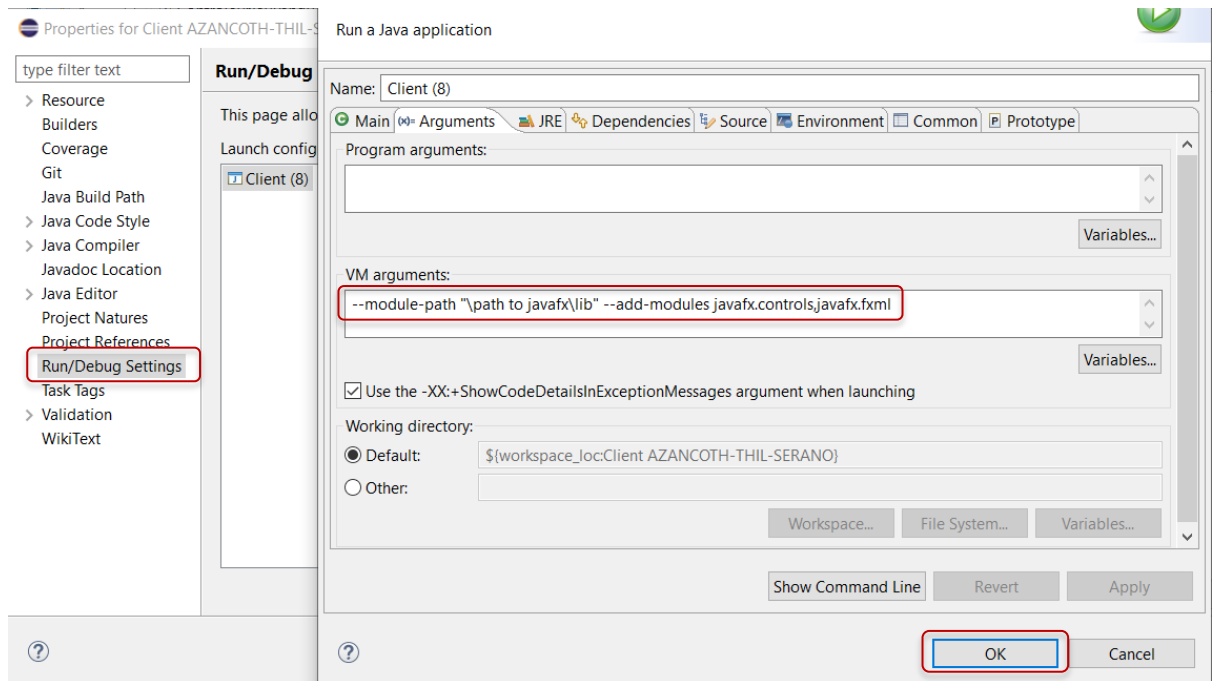 Properties for Client AZANCOTH-THIL-S
type filter text
Resource
Builders
Coverage
Git
Java Build Path
Java Code Style
Java Compiler
Javadoc Location
Java Editor
Project Natures
Project References
Run/Debug Settings
Task Tags
Validation
WikiText
Run/Debug
This page allo
Launch config
Client (8)
Run a Java application
Name: Client (8)
Main (x)= Arguments JRE Dependencies Source Environment Common Prototype
Program arguments:
Variables...
VM arguments:
--module-path "\path to javafx\lib" --add-modules javafx.controls,javafx.fxml
Variables...
Use the -XX:+ShowCodeDetailsInExceptionMessages argument when launching
Working directory:
Default: ${workspace_loc:Client AZANCOTH-THIL-SERANO}
Other:
Workspace... File System... Variables...
Show Command Line Revert Apply
OK Cancel